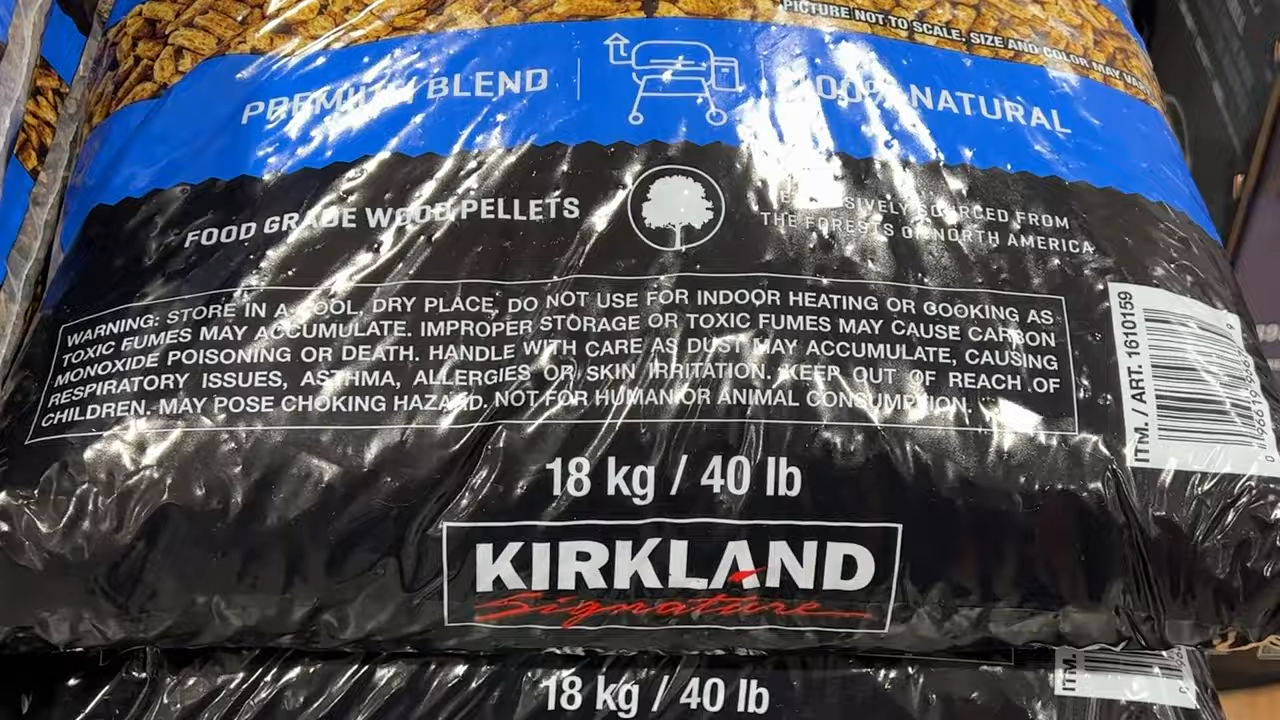 PICTURE NOT TO SCALE. SIZE AND COLOR MAY
PREMIUM BLEND
100% NATURAL
FOOD GRADE WOOD PELLETS
EXCLUSIVELY SOURCED FROM
THE FORESTS OF NORTH AMERICA
WARNING: STORE IN A COOL, DRY PLACE, DO NOT USE FOR INDOOR HEATING OR COOKING AS
TOXIC FUMES MAY ACCUMULATE. IMPROPER STORAGE OR TOXIC FUMES MAY CAUSE CARBON
MONOXIDE POISONING OR DEATH. HANDLE WITH CARE AS DUST MAY ACCUMULATE, CAUSING
RESPIRATORY ISSUES, ASTHMA, ALLERGIES OR SKIN IRRITATION. KEEP OUT OF REACH OF
CHILDREN. MAY POSE CHOKING HAZARD. NOT FOR HUMAN OR ANIMAL CONSUMPTION.
ITM. / ART. 1610159
18 kg / 40 lb
KIRKLAND
Signature
18 kg / 40 lb
ITM.